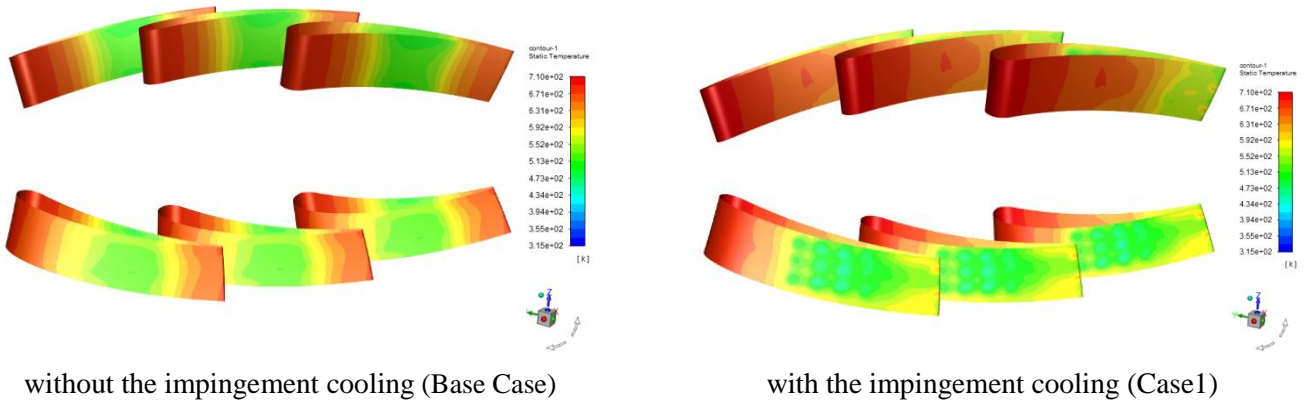 contour-1
Static Temperature
7.10e+02
6.71e+02
6.31e+02
5.92e+02
5.52e+02
5.13e+02
4.73e+02
4.34e+02
3.94e+02
3.55e+02
3.15e+02
[ K ]
Z
without the impingement cooling (Base Case)
contour-1
Static Temperature
7.10e+02
6.71e+02
6.31e+02
5.92e+02
5.52e+02
5.13e+02
4.73e+02
4.34e+02
3.94e+02
3.55e+02
3.15e+02
[ K ]
Z
Y
with the impingement cooling (Case1)